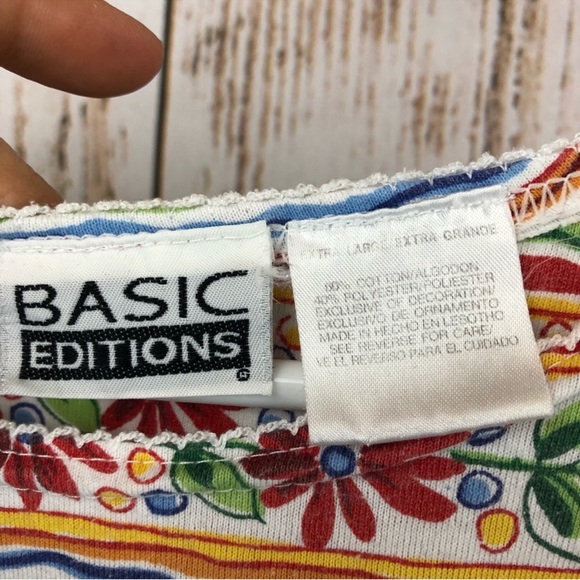 BASIC
EDITIONS
®
EXTRA LARGE EXTRA GRANDE
60% COTTON/ALGODON
40% POLYESTER/POLIESTER
EXCLUSIVE OF DECORATION/
EXCLUSIVE DE ORNAMENTO
MADE IN HECHO EN LESOTHO
SEE REVERSE FOR CARE/
VE EL REVERSO PARA EL CUIDADO